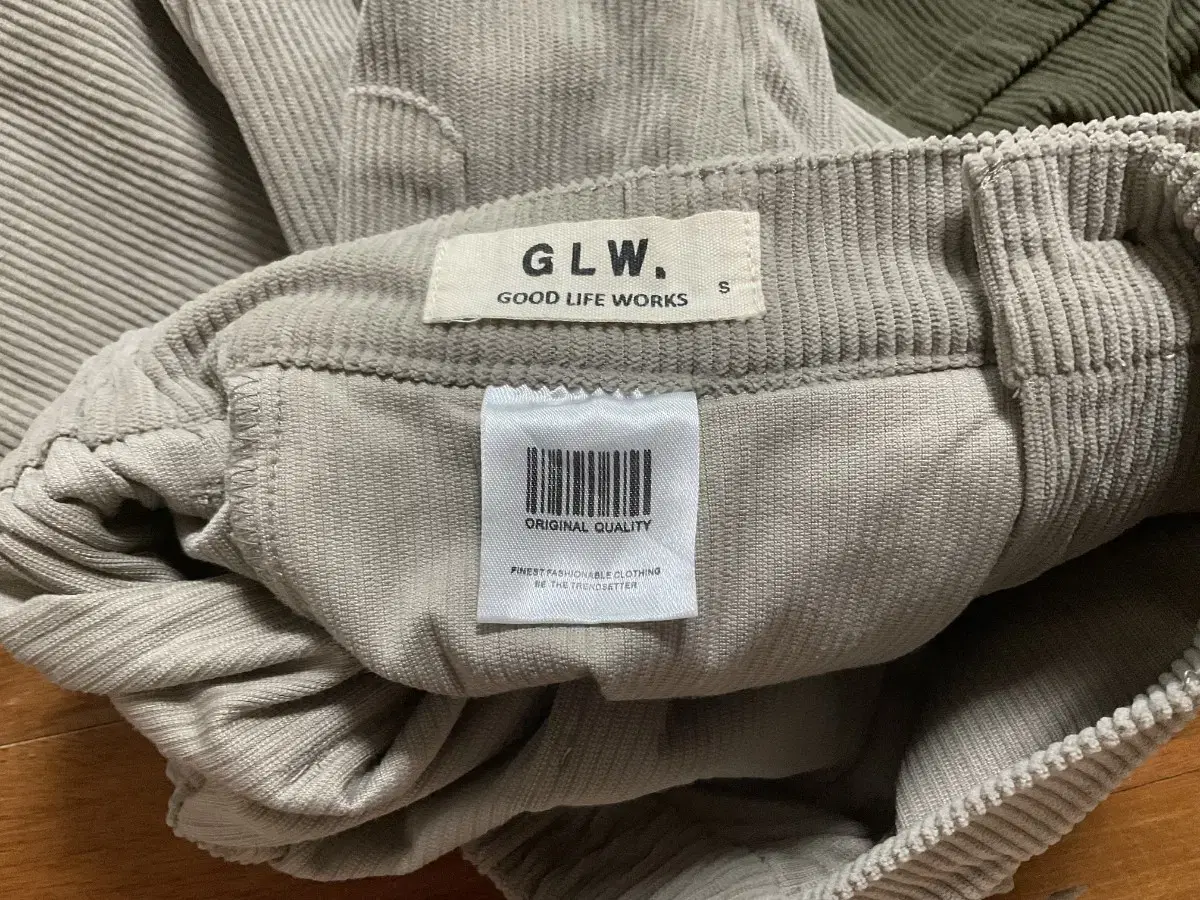 GLW.
GOOD LIFE WORKS
S
ORIGINAL QUALITY
FINEST FASHIONABLE CLOTHING
BE THE TRENDSETTER